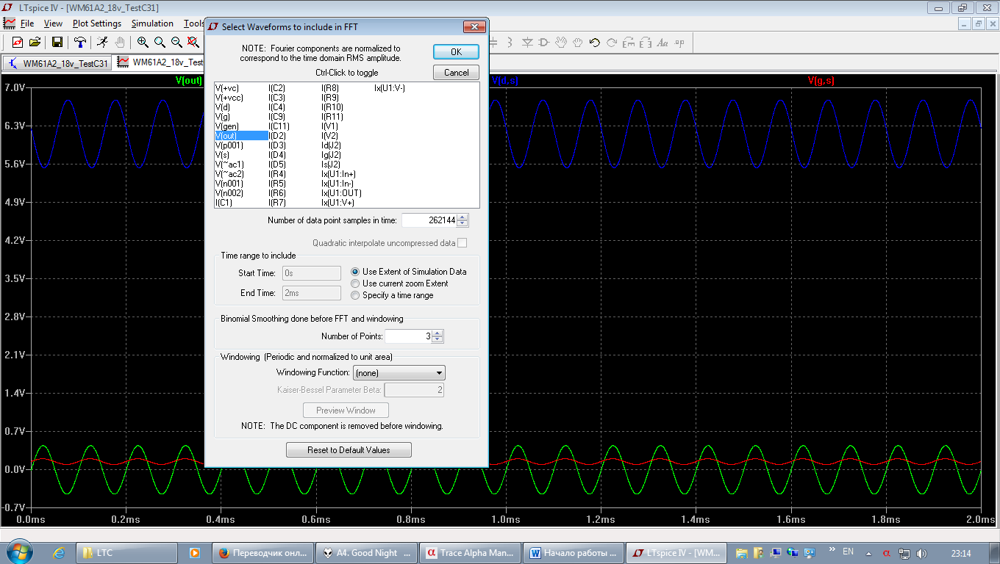 LTspice IV - [WM61A2_18v_TestC31]
File View Plot Settings Simulation Tools
WM61A2_18v_TestC31
WM61A2_18v_Test
V(out)
V(d,s)
V(g,s)
7.0V
6.3V
5.6V
4.9V
4.2V
3.5V
2.8V
2.1V
1.4V
0.7V
0.0V
-0.7V
0.0ms 0.2ms 0.4ms 0.6ms 0.8ms 1.0ms 1.2ms 1.4ms 1.6ms 1.8ms 2.0ms
Select Waveforms to include in FFT
NOTE: Fourier components are normalized to
correspond to the time domain RMS amplitude.
OK
Ctrl-Click to toggle
Cancel
V(+vc) I(C2) I(R8) Ix(U1:V-)
V(+vcc) I(C3) I(R9)
V(d) I(C4) I(R10)
V(g) I(C9) I(R11)
V(gen) I(C11) I(V1)
V(out) I(D2) I(V2)
V(p001) I(D3) Id(J2)
V(s) I(D4) Ig(J2)
V(~ac1) I(D5) Is(J2)
V(~ac2) I(R4) Ix(U1:In+)
V(n001) I(R5) Ix(U1:In-)
V(n002) I(R6) Ix(U1:OUT)
I(C1) I(R7) Ix(U1:V+)
Number of data point samples in time: 262144
Quadratic interpolate uncompressed data
Time range to include
Start Time: 0s
Use Extent of Simulation Data
Use current zoom Extent
End Time: 2ms
Specify a time range
Binomial Smoothing done before FFT and windowing
Number of Points: 3
Windowing (Periodic and normalized to unit area)
Windowing Function: (none)
Kaiser-Bessel Parameter Beta: 2
Preview Window
NOTE: The DC component is removed before windowing.
Reset to Default Values
LTC
Переводчик онл...
A4. Good Night ...
Trace Alpha Man...
Начало работы ...
LTspice IV - [WM...
EN
23:14